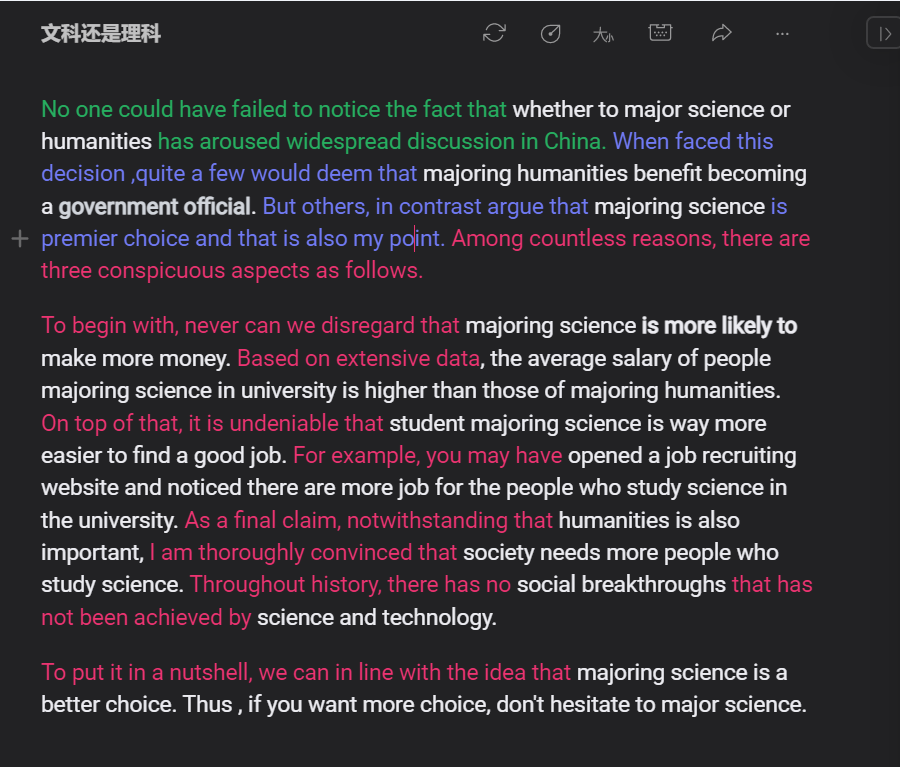 文科还是理科
大小
No one could have failed to notice the fact that whether to major science or
humanities has aroused widespread discussion in China. When faced this
decision ,quite a few would deem that majoring humanities benefit becoming
a government official. But others, in contrast argue that majoring science is
premier choice and that is also my point. Among countless reasons, there are
three conspicuous aspects as follows.
To begin with, never can we disregard that majoring science is more likely to
make more money. Based on extensive data, the average salary of people
majoring science in university is higher than those of majoring humanities.
On top of that, it is undeniable that student majoring science is way more
easier to find a good job. For example, you may have opened a job recruiting
website and noticed there are more job for the people who study science in
the university. As a final claim, notwithstanding that humanities is also
important, I am thoroughly convinced that society needs more people who
study science. Throughout history, there has no social breakthroughs that has
not been achieved by science and technology.
To put it in a nutshell, we can in line with the idea that majoring science is a
better choice. Thus , if you want more choice, don't hesitate to major science.